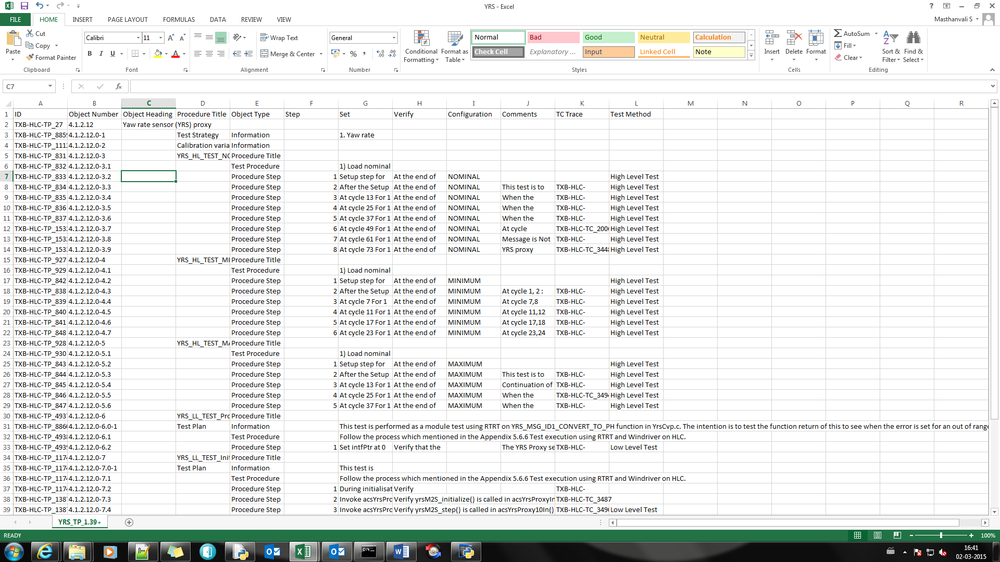 YRS - Excel
FILE HOME INSERT PAGE LAYOUT FORMULAS DATA REVIEW VIEW Masthanvali S
Paste Cut Copy Format Painter Clipboard
Calibri 11 B I U Font
Wrap Text Merge & Center Alignment
General % Number
Conditional Formatting Format as Table
Normal Bad Good Neutral Calculation
Check Cell Explanatory ... Input Linked Cell Note
Styles
Insert Delete Format Cells
AutoSum Fill Clear Sort & Filter Find & Select Editing
C7 fx
A B C D E F G H I J K L M N O P Q R
1 ID Object Number Object Heading Procedure Title Object Type Step Set Verify Configuration Comments TC Trace Test Method
2 TXB-HLC-TP_27 4.1.2.12 Yaw rate sensor (YRS) proxy
3 TXB-HLC-TP_885 4.1.2.12.0-1 Test Strategy Information 1. Yaw rate
4 TXB-HLC-TP_111 4.1.2.12.0-2 Calibration varia Information
5 TXB-HLC-TP_831 4.1.2.12.0-3 YRS_HL_TEST_NO Procedure Title
6 TXB-HLC-TP_832 4.1.2.12.0-3.1 Test Procedure 1) Load nominal
7 TXB-HLC-TP_833 4.1.2.12.0-3.2 Procedure Step 1 Setup step for At the end of NOMINAL High Level Test
8 TXB-HLC-TP_834 4.1.2.12.0-3.3 Procedure Step 2 After the Setup At the end of NOMINAL This test is to TXB-HLC- High Level Test
9 TXB-HLC-TP_835 4.1.2.12.0-3.4 Procedure Step 3 At cycle 13 For 1 At the end of NOMINAL When the TXB-HLC- High Level Test
10 TXB-HLC-TP_836 4.1.2.12.0-3.5 Procedure Step 4 At cycle 25 For 1 At the end of NOMINAL When the TXB-HLC- High Level Test
11 TXB-HLC-TP_837 4.1.2.12.0-3.6 Procedure Step 5 At cycle 37 For 1 At the end of NOMINAL When the TXB-HLC- High Level Test
12 TXB-HLC-TP_153 4.1.2.12.0-3.7 Procedure Step 6 At cycle 49 For 1 At the end of NOMINAL At cycle TXB-HLC-TC_200 High Level Test
13 TXB-HLC-TP_153 4.1.2.12.0-3.8 Procedure Step 7 At cycle 61 For 1 At the end of NOMINAL Message is Not TXB-HLC- High Level Test
14 TXB-HLC-TP_153 4.1.2.12.0-3.9 Procedure Step 8 At cycle 73 For 1 At the end of NOMINAL YRS proxy TXB-HLC-TC_344 High Level Test
15 TXB-HLC-TP_927 4.1.2.12.0-4 YRS_HL_TEST_MI Procedure Title
16 TXB-HLC-TP_929 4.1.2.12.0-4.1 Test Procedure 1) Load nominal
17 TXB-HLC-TP_842 4.1.2.12.0-4.2 Procedure Step 1 Setup step for At the end of MINIMUM High Level Test
18 TXB-HLC-TP_838 4.1.2.12.0-4.3 Procedure Step 2 After the Setup At the end of MINIMUM At cycle 1, 2 : TXB-HLC- High Level Test
19 TXB-HLC-TP_839 4.1.2.12.0-4.4 Procedure Step 3 At cycle 7 For 1 At the end of MINIMUM At cycle 7,8 TXB-HLC- High Level Test
20 TXB-HLC-TP_840 4.1.2.12.0-4.5 Procedure Step 4 At cycle 11 For 1 At the end of MINIMUM At cycle 11,12 TXB-HLC- High Level Test
21 TXB-HLC-TP_841 4.1.2.12.0-4.6 Procedure Step 5 At cycle 17 For 1 At the end of MINIMUM At cycle 17,18 TXB-HLC- High Level Test
22 TXB-HLC-TP_848 4.1.2.12.0-4.7 Procedure Step 6 At cycle 23 For 1 At the end of MINIMUM At cycle 23,24 TXB-HLC- High Level Test
23 TXB-HLC-TP_928 4.1.2.12.0-5 YRS_HL_TEST_MA Procedure Title
24 TXB-HLC-TP_930 4.1.2.12.0-5.1 Test Procedure 1) Load nominal
25 TXB-HLC-TP_843 4.1.2.12.0-5.2 Procedure Step 1 Setup step for At the end of MAXIMUM High Level Test
26 TXB-HLC-TP_844 4.1.2.12.0-5.3 Procedure Step 2 After the Setup At the end of MAXIMUM This test is to TXB-HLC- High Level Test
27 TXB-HLC-TP_845 4.1.2.12.0-5.4 Procedure Step 3 At cycle 13 For 1 At the end of MAXIMUM Continuation of TXB-HLC- High Level Test
28 TXB-HLC-TP_846 4.1.2.12.0-5.5 Procedure Step 4 At cycle 25 For 1 At the end of MAXIMUM When the TXB-HLC-TC_349 High Level Test
29 TXB-HLC-TP_847 4.1.2.12.0-5.6 Procedure Step 5 At cycle 37 For 1 At the end of MAXIMUM When the TXB-HLC- High Level Test
30 TXB-HLC-TP_493 4.1.2.12.0-6 YRS_LL_TEST_Pro Procedure Title
31 TXB-HLC-TP_886 4.1.2.12.0-6.0-1 Test Plan Information This test is performed as a module test using RTRT on YRS_MSG_ID1_CONVERT_TO_PH function in YrsCvp.c. The intention is to test the function return of this to see when the error is set for an out of range
32 TXB-HLC-TP_493 4.1.2.12.0-6.1 Test Procedure Follow the process which mentioned in the Appendix 5.6.6 Test execution using RTRT and Windriver on HLC.
33 TXB-HLC-TP_493 4.1.2.12.0-6.2 Procedure Step 1 Set intfPtr at 0 Verify that the The YRS Proxy se TXB-HLC- Low Level Test
34 TXB-HLC-TP_117 4.1.2.12.0-7 YRS_LL_TEST_Init Procedure Title
35 TXB-HLC-TP_117 4.1.2.12.0-7.0-1 Test Plan Information This test is
36 TXB-HLC-TP_117 4.1.2.12.0-7.1 Test Procedure Follow the process which mentioned in the Appendix 5.6.6 Test execution using RTRT and Windriver on HLC.
37 TXB-HLC-TP_117 4.1.2.12.0-7.2 Procedure Step 1 During initialisat Verify TXB-HLC-
38 TXB-HLC-TP_138 4.1.2.12.0-7.3 Procedure Step 2 Invoke acsYrsPro Verify yrsM2S_initialize() is called in acsYrsProxyIn TXB-HLC-TC_3487
39 TXB-HLC-TP_138 4.1.2.12.0-7.4 Procedure Step 3 Invoke acsYrsPro Verify yrsM2S_step() is called in acsYrsProxy10In() TXB-HLC-TC_349 Low Level Test
YRS_TP_1.39+
READY 100%
16:41
02-03-2015